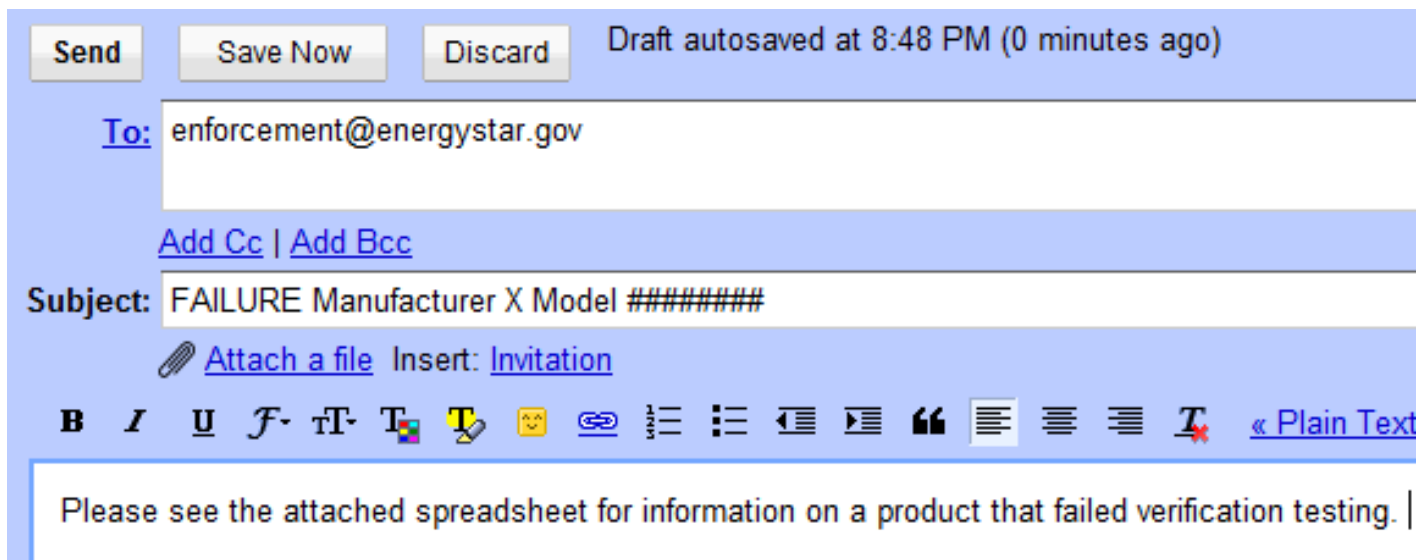 Send Save Now Discard Draft autosaved at 8:48 PM (0 minutes ago)
To: enforcement@energystar.gov
Add Cc | Add Bcc
Subject: FAILURE Manufacturer X Model ########
Attach a file Insert: Invitation
B I U F TT T T « Plain Text
Please see the attached spreadsheet for information on a product that failed verification testing.